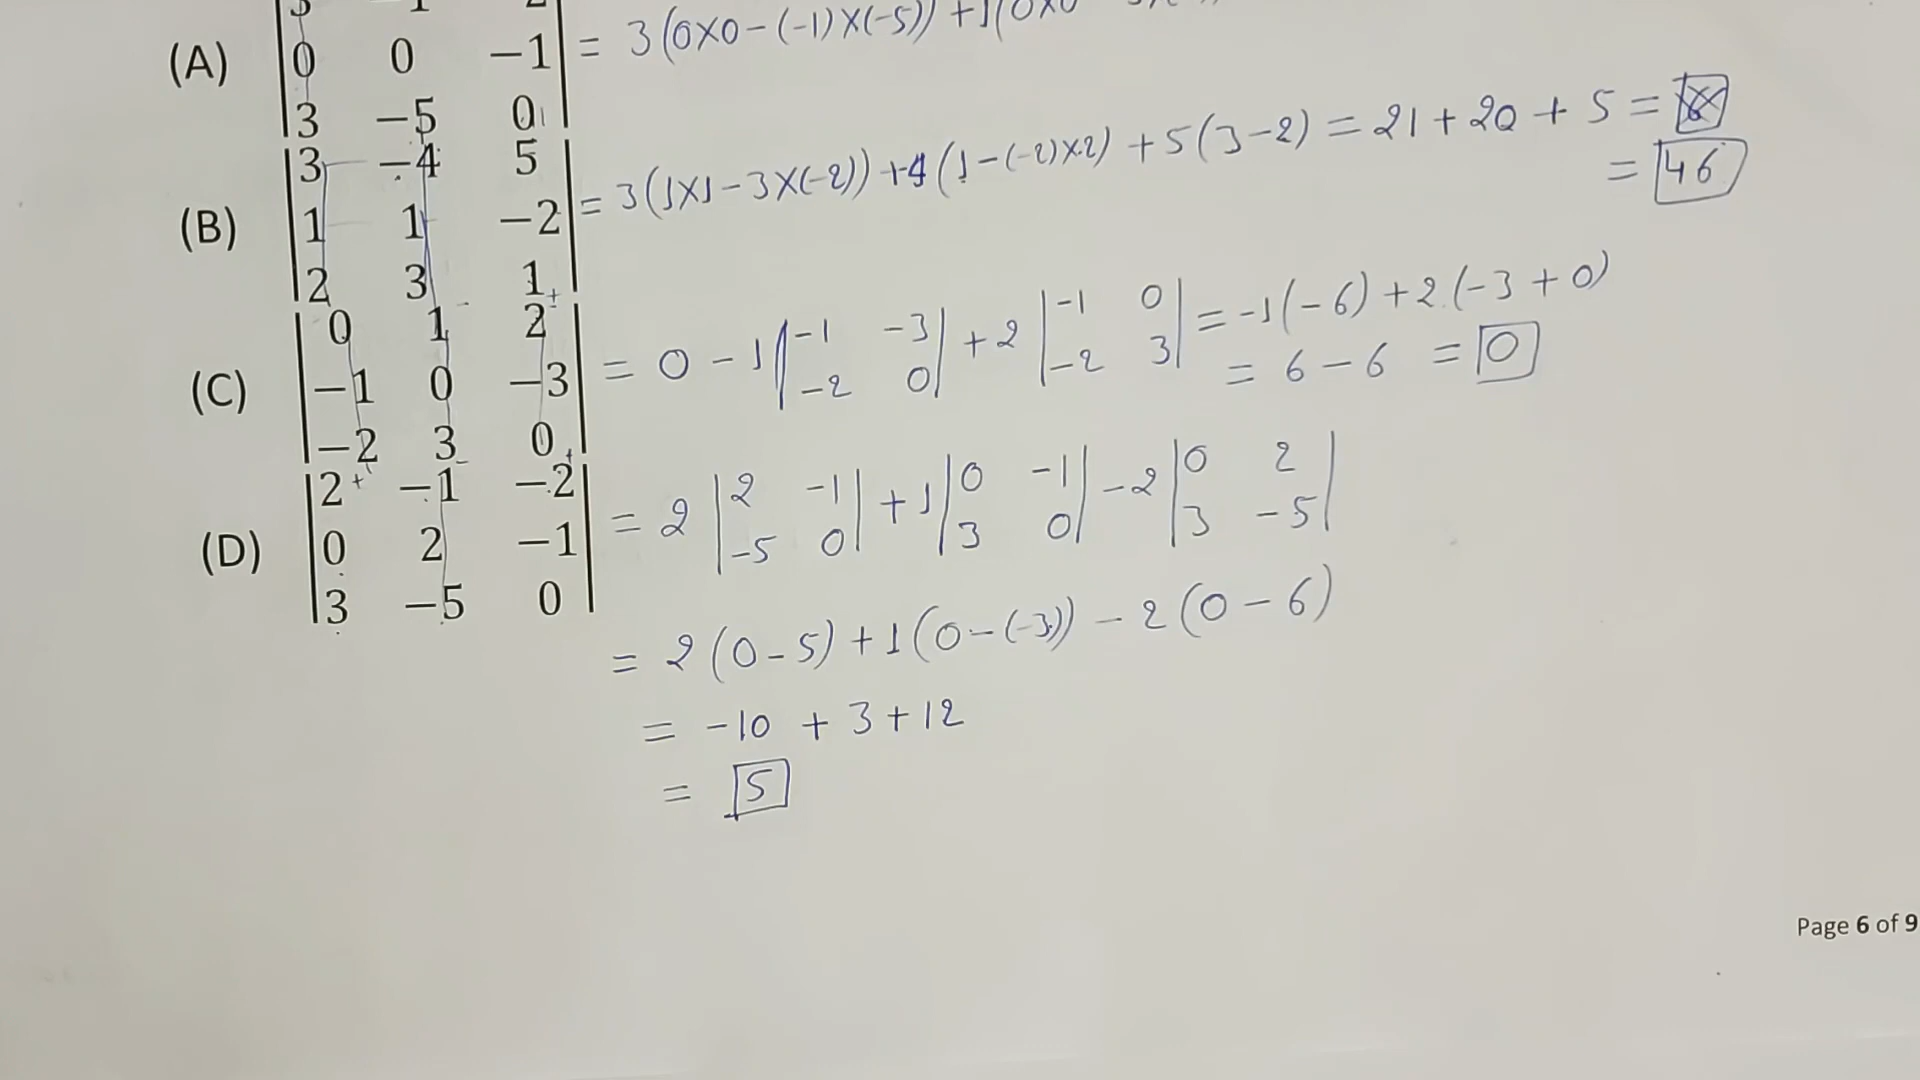 (A) |0 0 −1| = 3(0×0−(−1)×(−5)) +1(0×0
|3 −5 0|
(B) |3 −4 5|
|1 1 −2| = 3(1×1−3×(−2)) +4(1−(−2)×2) +5(3−2) = 21+20+5 =
|2 3 1|
= 46
(C) |0 1 2|
|−1 0 −3| = 0 −1 |−1 −3| +2 |−1 0| = −1(−6)+2(−3+0)
|−2 3 0| |−2 0| |−2 3|
= 6−6 = 0
(D) |2 −1 −2|
|0 2 −1| = 2 |2 −1| +1 |0 −1| −2 |0 2|
|3 −5 0| |−5 0| |3 0| |3 −5|
= 2(0−5)+1(0−(−3))−2(0−6)
= −10 + 3+12
= 5
Page 6 of 9